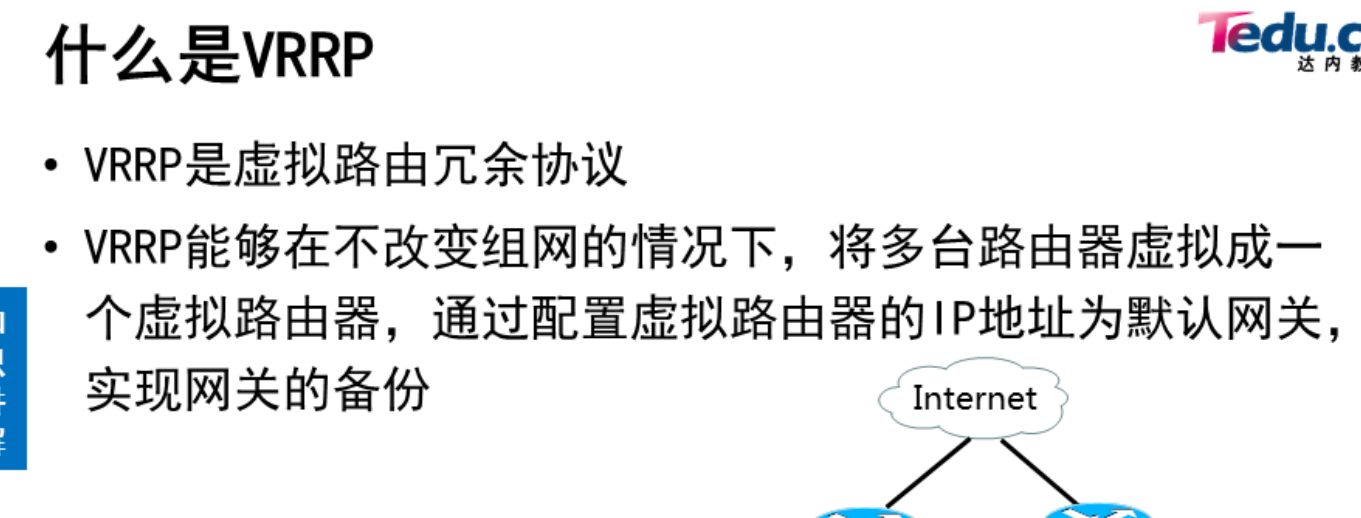 什么是VRRP
Tedu.c
达内教
• VRRP是虚拟路由冗余协议
• VRRP能够在不改变组网的情况下，将多台路由器虚拟成一
个虚拟路由器，通过配置虚拟路由器的IP地址为默认网关，
实现网关的备份
Internet